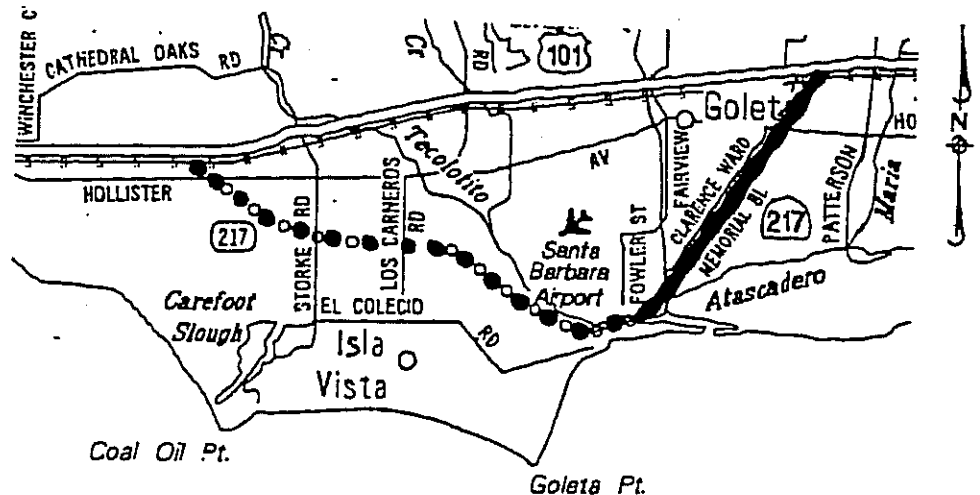 WINCHESTER C
CATHEDRAL OAKS RD
Cr
RD
101
Goleta
HO
N
Tecolotito
AV
HOLLISTER
FAIRVIEW
CLARENCE WARD
MEMORIAL BL
217
PATTERSON
Maria
217
STORKE RD
LOS CARNEROS
RD
Santa
Barbara
Airport
FOWLER ST
Atascadero
Carefoot
Slough
EL COLECIO
RD
Isla
Vista
Coal Oil Pt.
Goleta Pt.